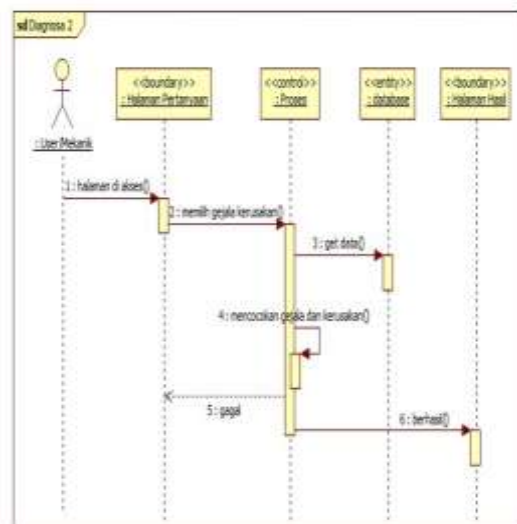 sd Diagnosa 2
<<boundary>>
: Halaman Pertanyaan
<<control>>
: Proses
<<entity>>
: database
<<boundary>>
: Halaman Hasil
: User/Mekanik
1 : halaman di akses()
2 : memilih gejala kerusakan()
3 : get data()
4 : mencocokan gejala dan kerusakan()
5 : gagal
6 : berhasil()